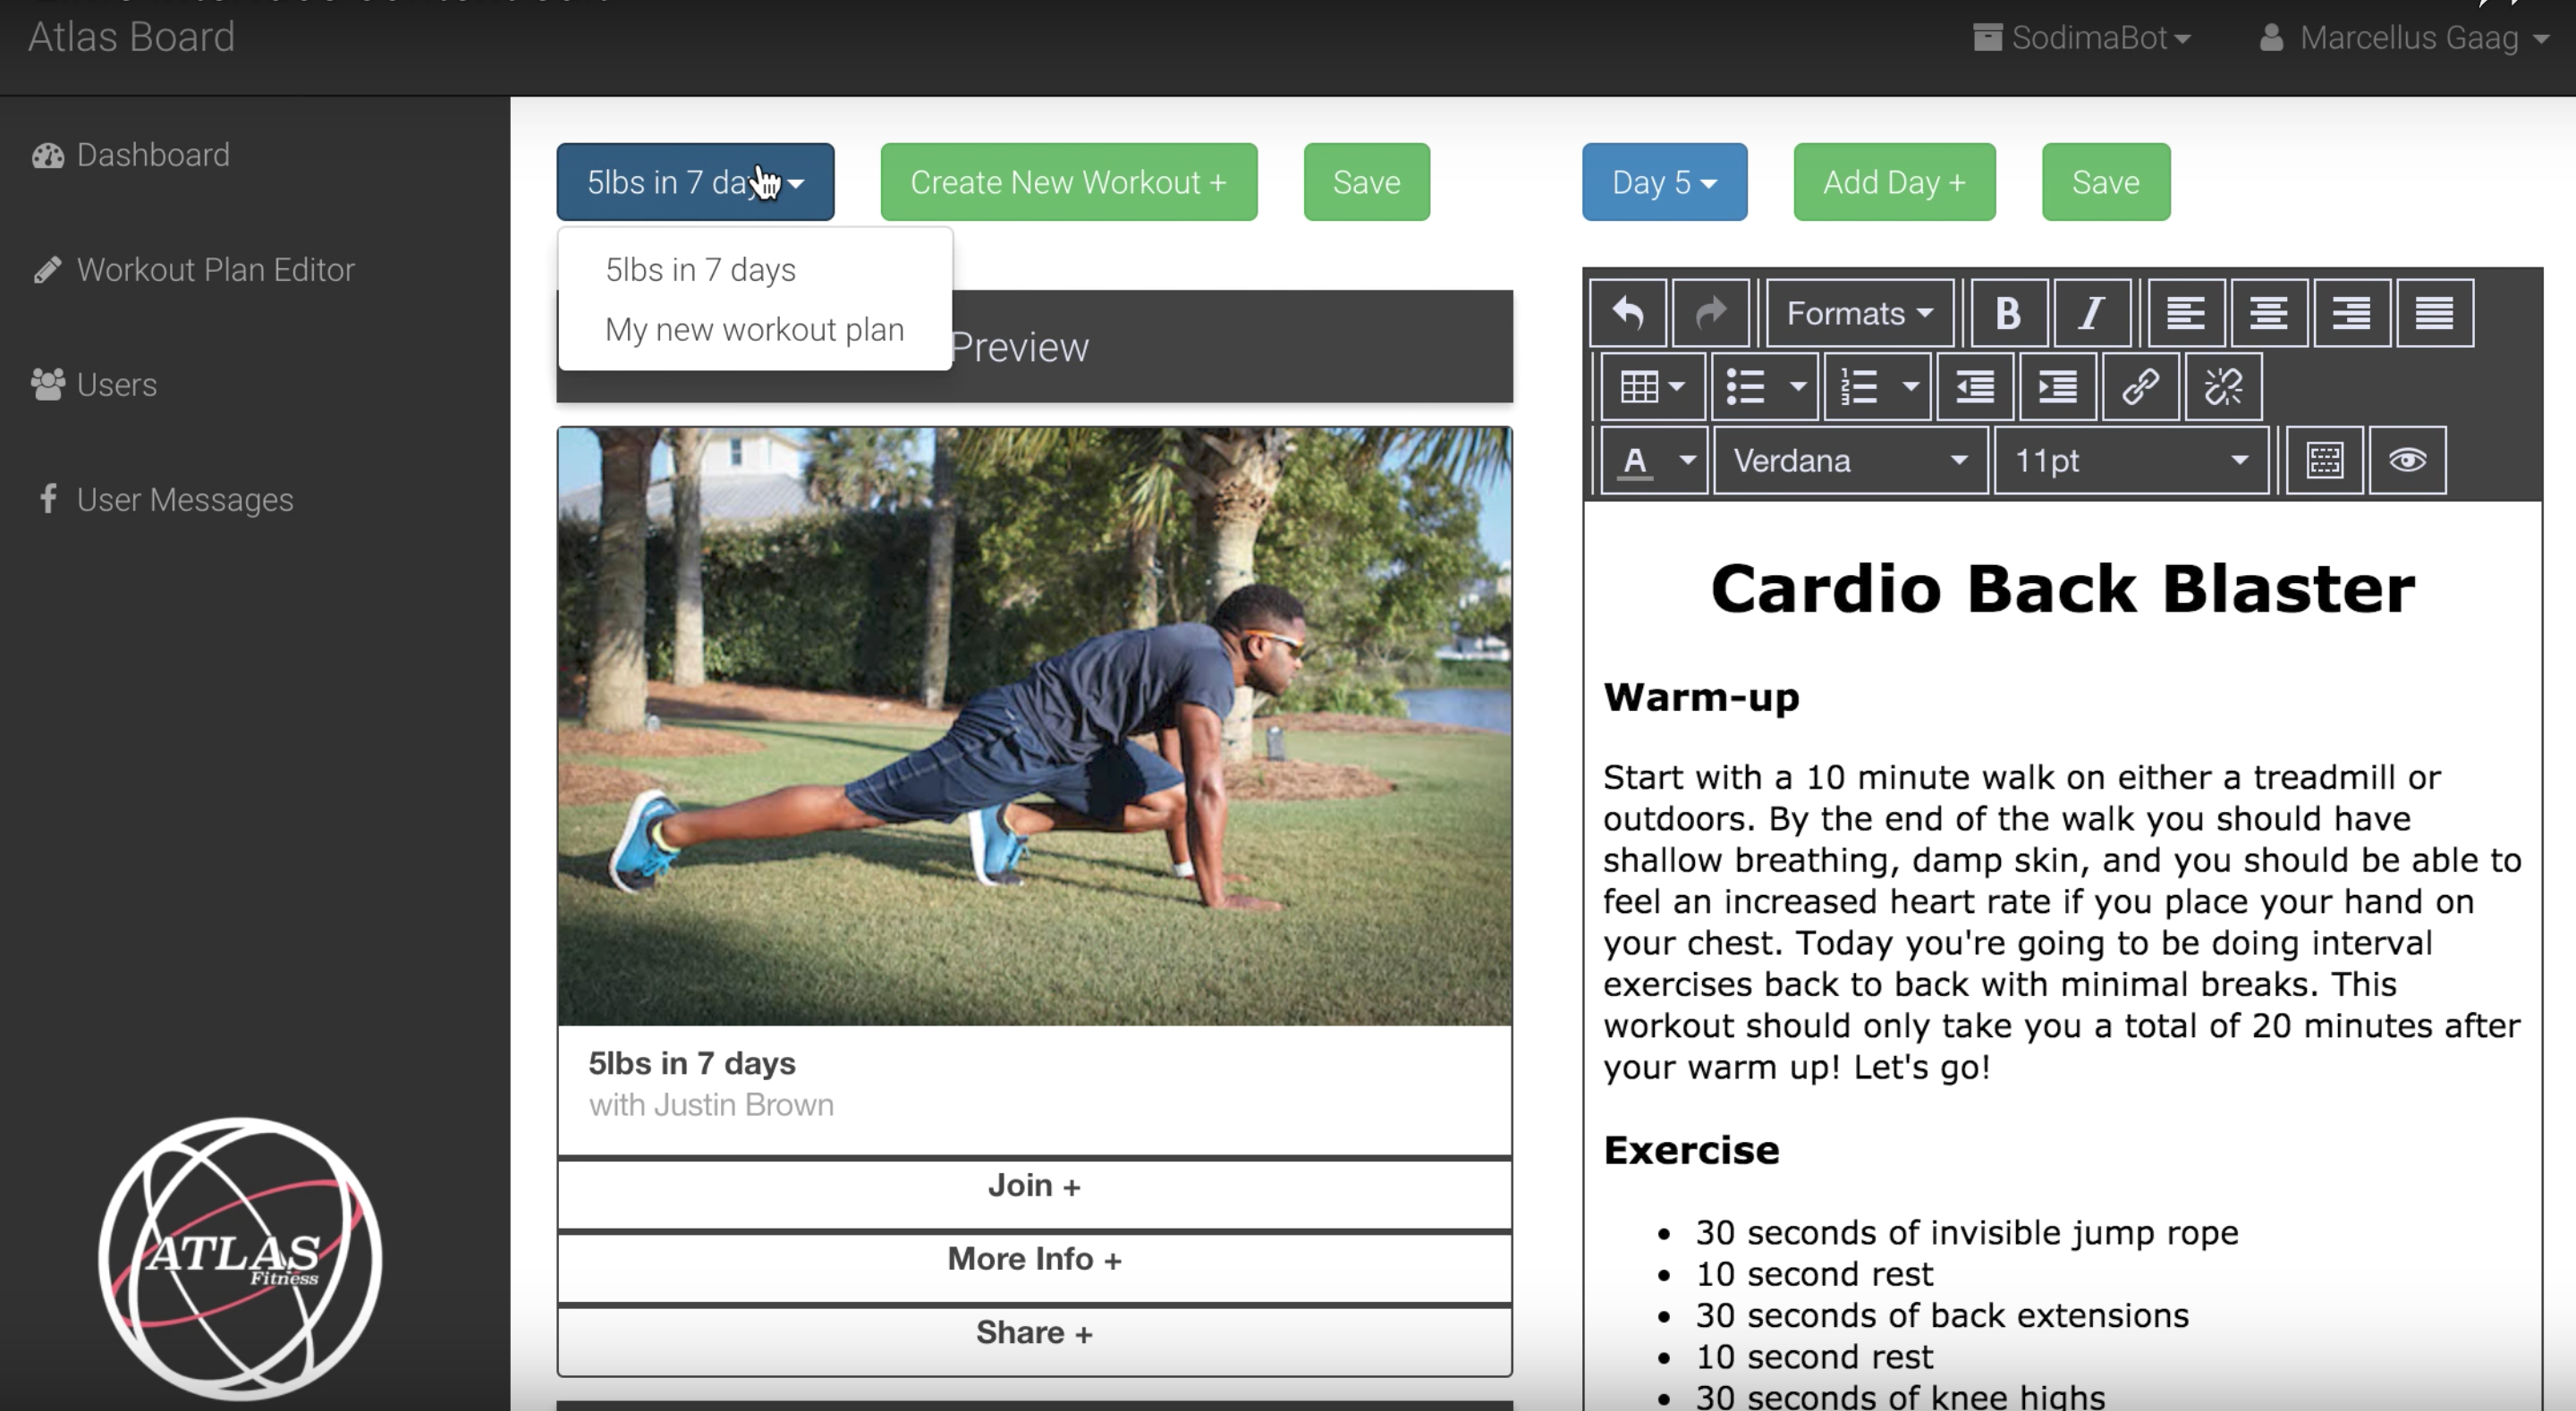 Atlas Board
SodimaBot
Marcellus Gaag
Dashboard
Workout Plan Editor
Users
User Messages
ATLAS
Fitness
5lbs in 7
Create New Workout +
Save
5lbs in 7 days
My new workout plan
Preview
5lbs in 7 days
with Justin Brown
Join +
More Info +
Share +
Day 5
Add Day +
Save
Formats
B
I
A
Verdana
11pt
Cardio Back Blaster
Warm-up
Start with a 10 minute walk on either a treadmill or
outdoors. By the end of the walk you should have
shallow breathing, damp skin, and you should be able to
feel an increased heart rate if you place your hand on
your chest. Today you're going to be doing interval
exercises back to back with minimal breaks. This
workout should only take you a total of 20 minutes after
your warm up! Let's go!
Exercise
• 30 seconds of invisible jump rope
• 10 second rest
• 30 seconds of back extensions
• 10 second rest
• 30 seconds of knee highs